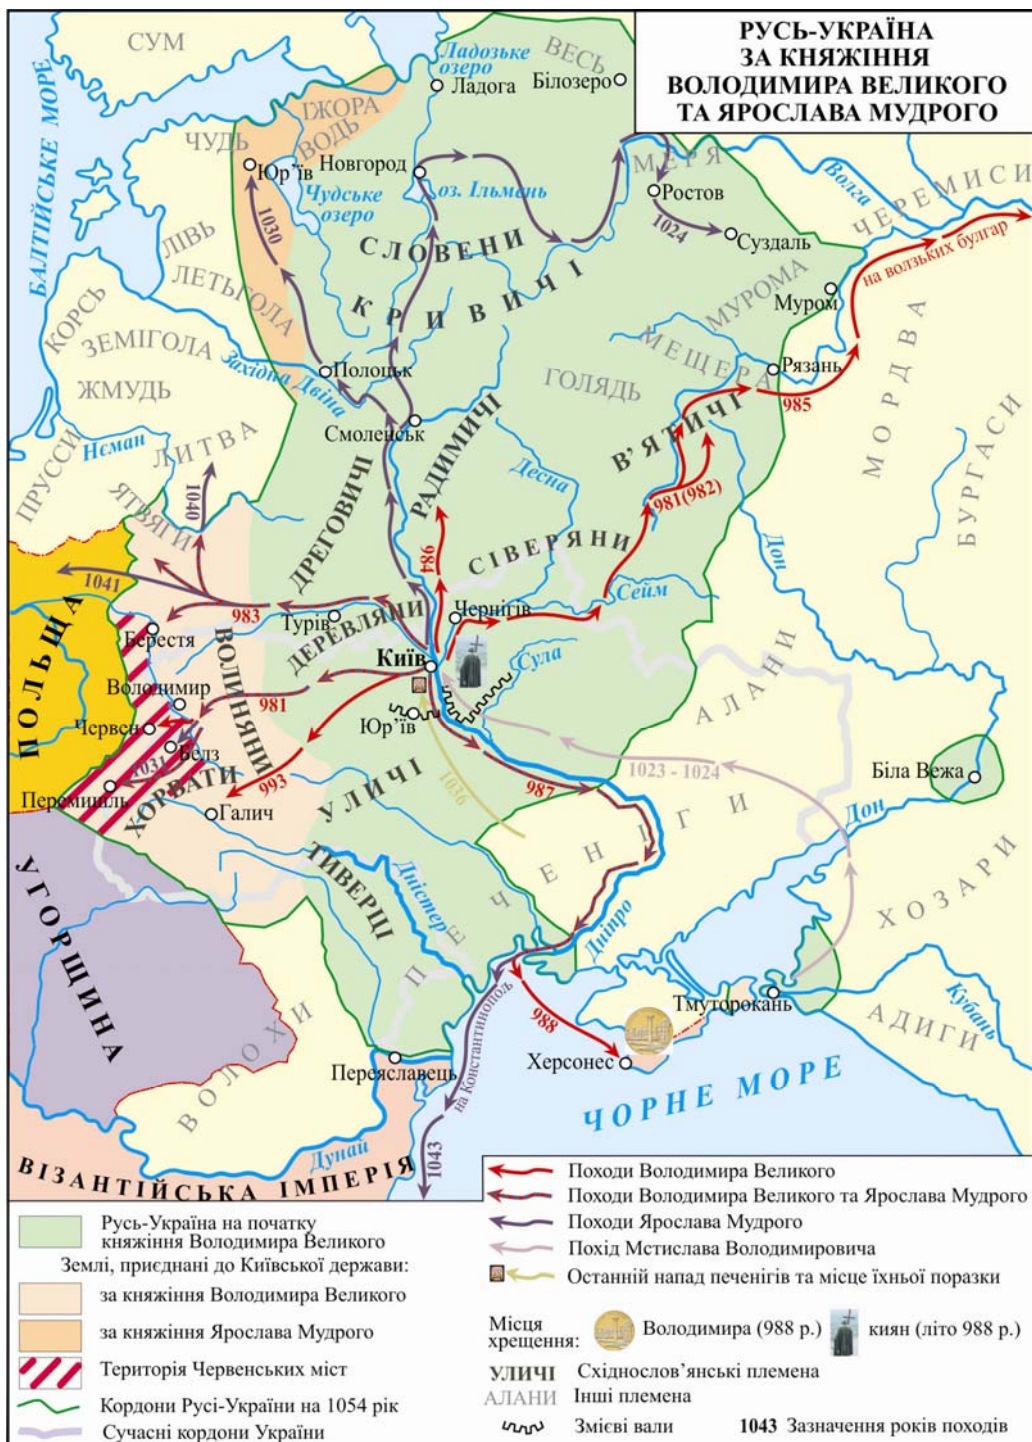 РУСЬ-УКРАЇНА
ЗА КНЯЖІННЯ
ВОЛОДИМИРА ВЕЛИКОГО
ТА ЯРОСЛАВА МУДРОГО
СУМ
Ладозьке
озеро
ВЕСЬ
Ладога
Білозеро
БАЛТІЙСЬКЕ МОРЕ
ІЖОРА
ВОДЬ
ЧУДЬ
Юр’їв
Новгород
Чудське
озеро
оз. Ільмень
МЕРЯ
Ростов
Волга
ЧЕРЕМИСИ
1030
1024
Суздаль
ЛІВЬ
СЛОВЕНИ
на волзьких булгар
ЛЕТЬГОЛА
КРИВИЧІ
МУРОМА
Муром
КОРСЬ
ЗЕМІГОЛА
МЕЩЕРА
МОРДВА
ЖМУДЬ
Західна Двіна
Полоцьк
ГОЛЯДЬ
Рязань
985
Смоленськ
РАДИМИЧІ
В’ЯТИЧІ
Нєман
ЛИТВА
ПРУССИ
ЯТВЯГИ
1040
ДРЕГОВИЧІ
Десна
981(982)
БУРГАСИ
984
СІВЕРЯНИ
Дон
1041
983
Турів
Чернігів
Сейм
ПОЛЬЩА
Берестя
ДЕРЕВЛЯНИ
Київ
Сула
ВОЛИНЯНИ
Володимир
981
АЛАНИ
Червен
Белз
Юр’їв
1031
993
1036
987
1023 - 1024
Біла Вежа
Перемишль
ХОРВАТИ
Галич
УЛИЧІ
Дон
ПЕЧЕНІГИ
УГОРЩИНА
ТИВЕРЦІ
Дністер
Дніпро
ХОЗАРИ
Тмуторокань
Кубань
АДИГИ
988
ВОЛОХИ
на Константинополь
Херсонес
Переяславець
ЧОРНЕ МОРЕ
Дунай
1043
ВІЗАНТІЙСЬКА ІМПЕРІЯ
Походи Володимира Великого
Походи Володимира Великого та Ярослава Мудрого
Походи Ярослава Мудрого
Похід Мстислава Володимировича
Останній напад печенігів та місце їхньої поразки
Місця
хрещення:
Володимира (988 р.)
киян (літо 988 р.)
УЛИЧІ Східнослов’янські племена
АЛАНИ Інші племена
Змієві вали
1043 Зазначення років походів
Русь-Україна на початку
княжіння Володимира Великого
Землі, приєднані до Київської держави:
за княжіння Володимира Великого
за княжіння Ярослава Мудрого
Територія Червенських міст
Кордони Русі-України на 1054 рік
Сучасні кордони України